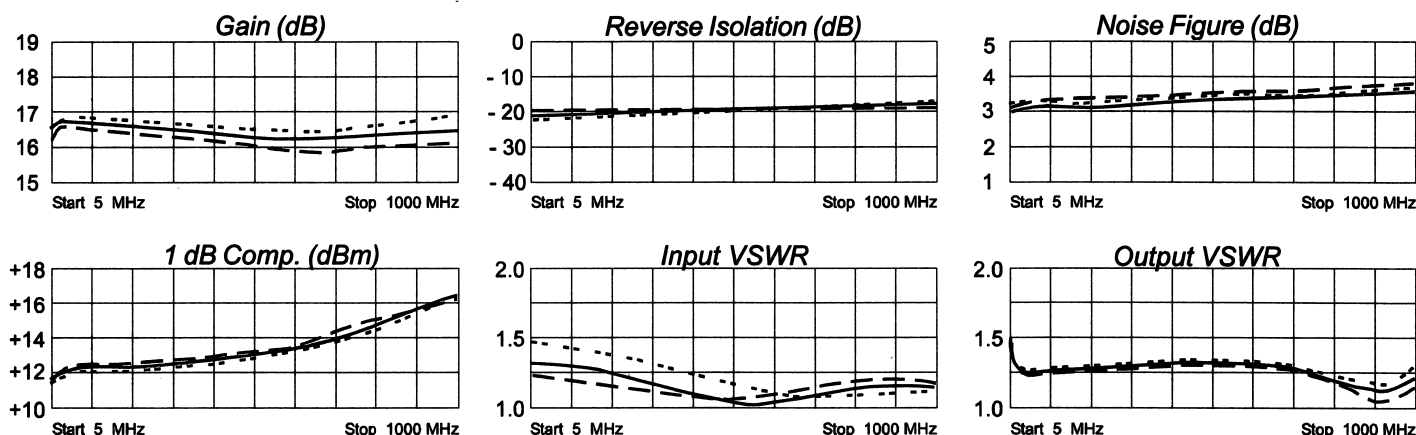 Gain (dB)
19
18
17
16
15
Start 5 MHz
Stop 1000 MHz
Reverse Isolation (dB)
0
- 10
- 20
- 30
- 40
Start 5 MHz
Stop 1000 MHz
Noise Figure (dB)
5
4
3
2
1
Start 5 MHz
Stop 1000 MHz
1 dB Comp. (dBm)
+18
+16
+14
+12
+10
Start 5 MHz
Stop 1000 MHz
Input VSWR
2.0
1.5
1.0
Start 5 MHz
Stop 1000 MHz
Output VSWR
2.0
1.5
1.0
Start 5 MHz
Stop 1000 MHz